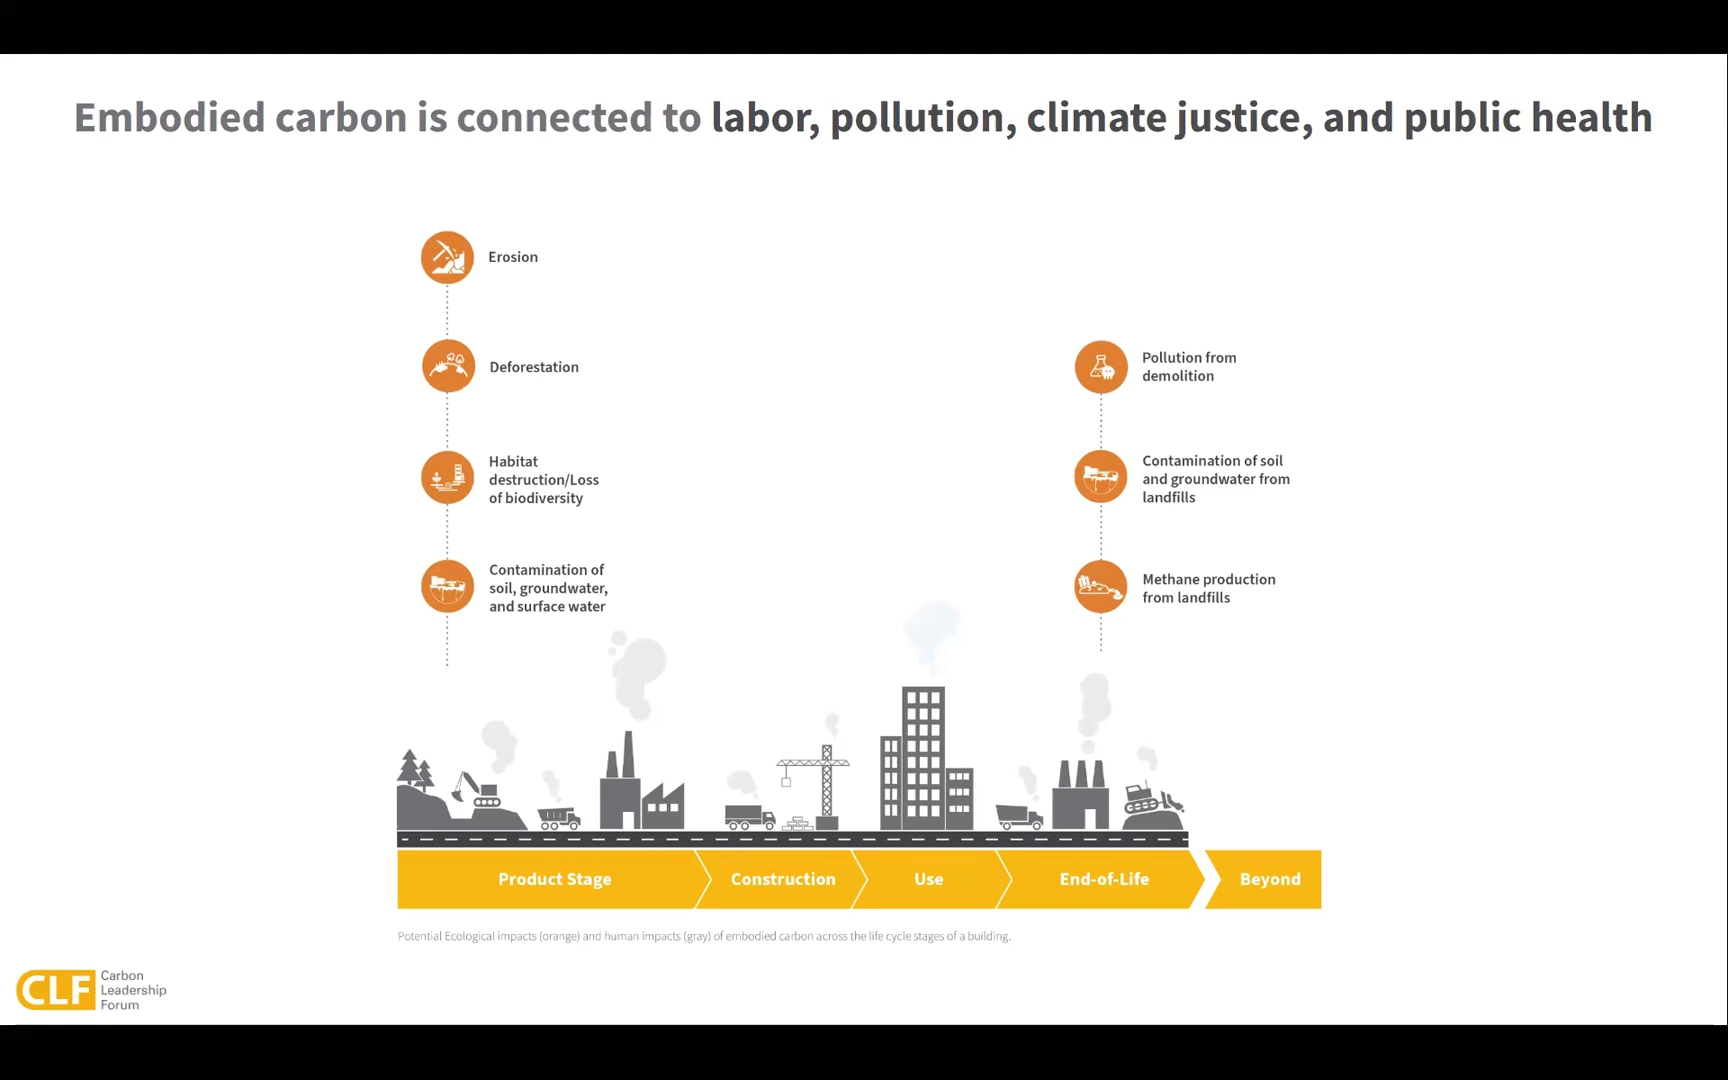 Embodied carbon is connected to labor, pollution, climate justice, and public health
Erosion
Deforestation
Habitat
destruction/Loss
of biodiversity
Contamination of
soil, groundwater,
and surface water
Pollution from
demolition
Contamination of soil
and groundwater from
landfills
Methane production
from landfills
Product Stage
Construction
Use
End-of-Life
Beyond
Potential Ecological impacts (orange) and human impacts (gray) of embodied carbon across the life cycle stages of a building.
CLF
Carbon
Leadership
Forum